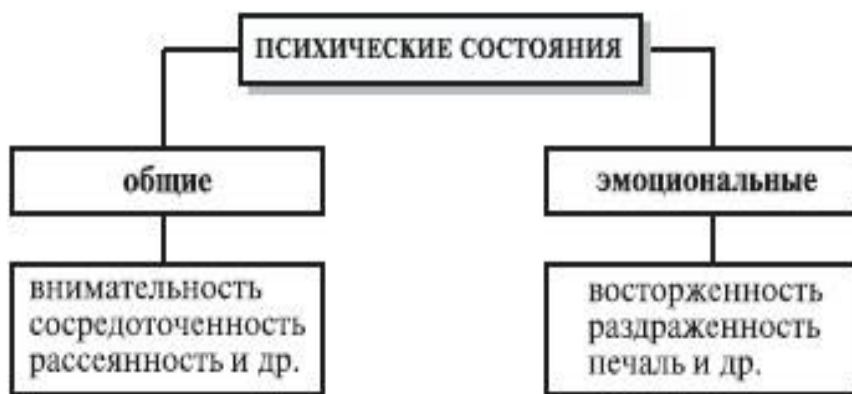 ПСИХИЧЕСКИЕ СОСТОЯНИЯ
общие
эмоциональные
внимательность
сосредоточенность
рассеянность и др.
восторженность
раздраженность
печаль и др.